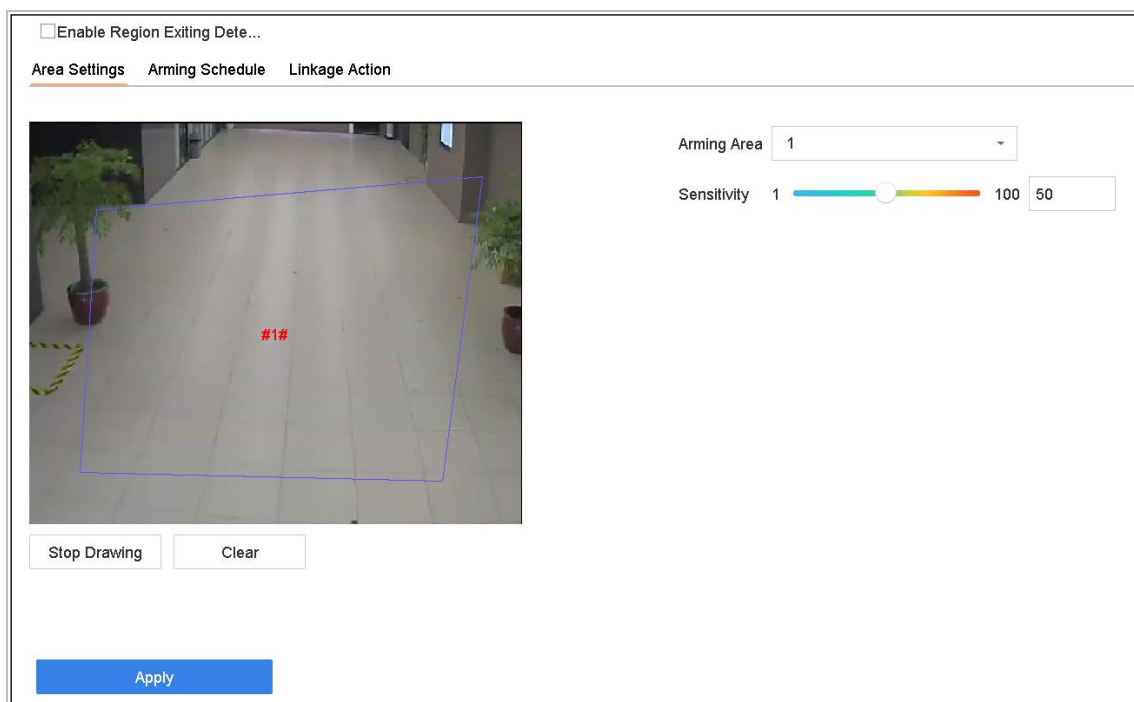 Enable Region Exiting Dete...
Area Settings Arming Schedule Linkage Action
Arming Area 1
Sensitivity 1 100 50
#1#
Stop Drawing Clear
Apply